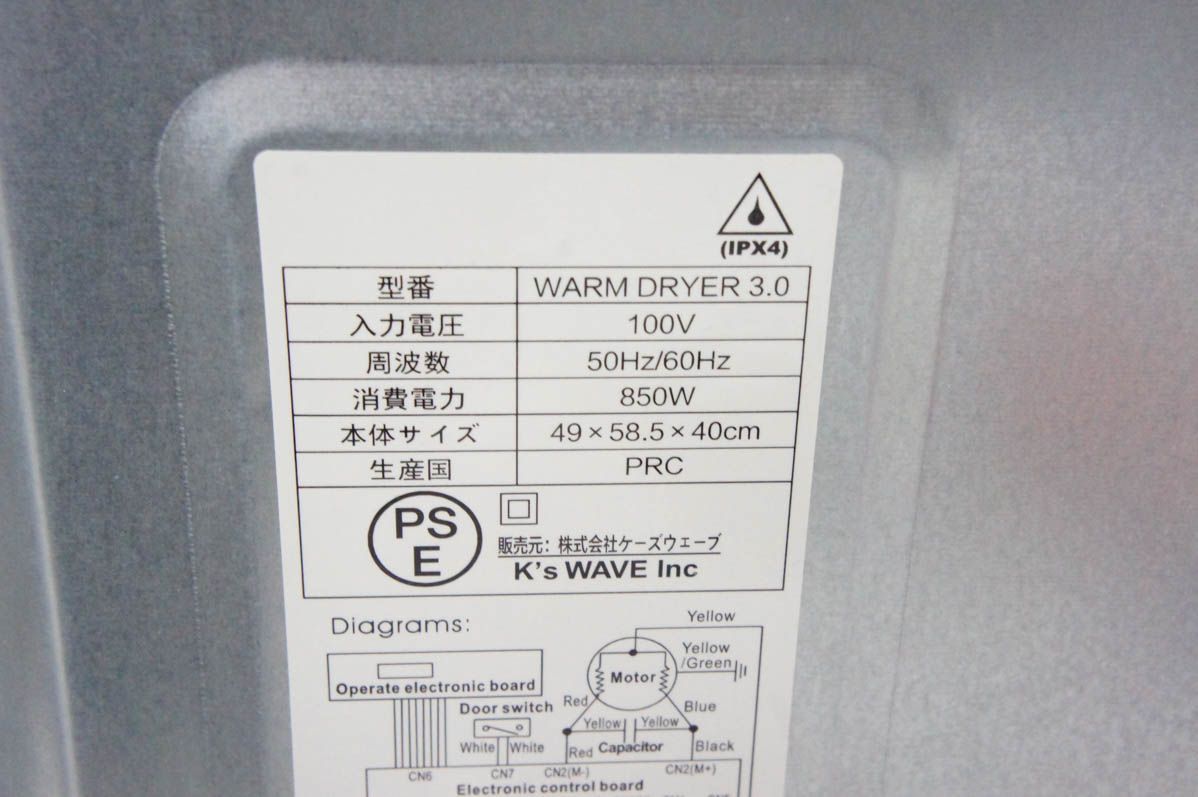 (IPX4)
型番 WARM DRYER 3.0
入力電圧 100V
周波数 50Hz/60Hz
消費電力 850W
本体サイズ 49×58.5×40cm
生産国 PRC
PS
E
販売元: 株式会社ケーズウェーブ
K's WAVE Inc
Diagrams:
Yellow
Yellow
/Green
Motor
Operate electronic board
Red
Blue
Door switch
Yellow
Yellow
White
White
Red
Capacitor
Black
CN6
CN7
CN2(M-)
CN2(M+)
Electronic control board